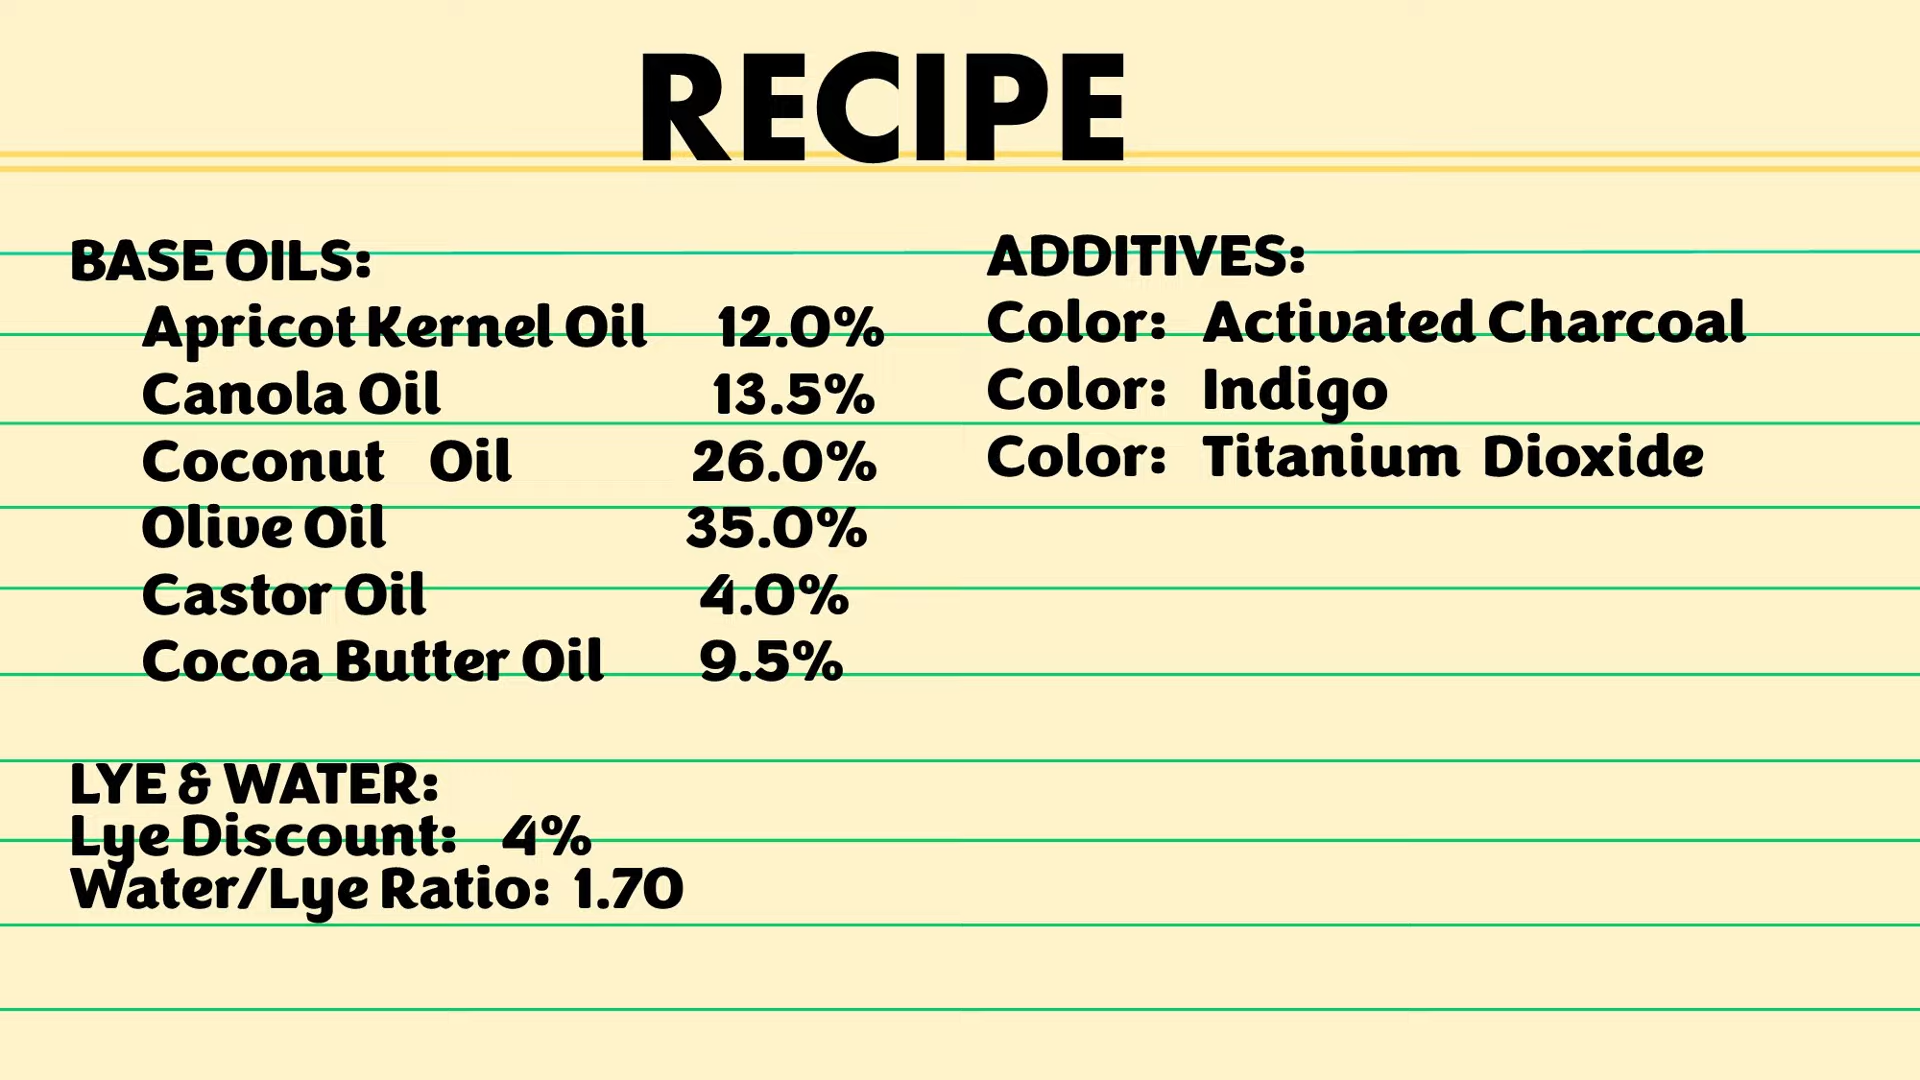 RECIPE
BASE OILS:
Apricot Kernel Oil 12.0%
Canola Oil 13.5%
Coconut Oil 26.0%
Olive Oil 35.0%
Castor Oil 4.0%
Cocoa Butter Oil 9.5%
LYE & WATER:
Lye Discount: 4%
Water/Lye Ratio: 1.70
ADDITIVES:
Color: Activated Charcoal
Color: Indigo
Color: Titanium Dioxide